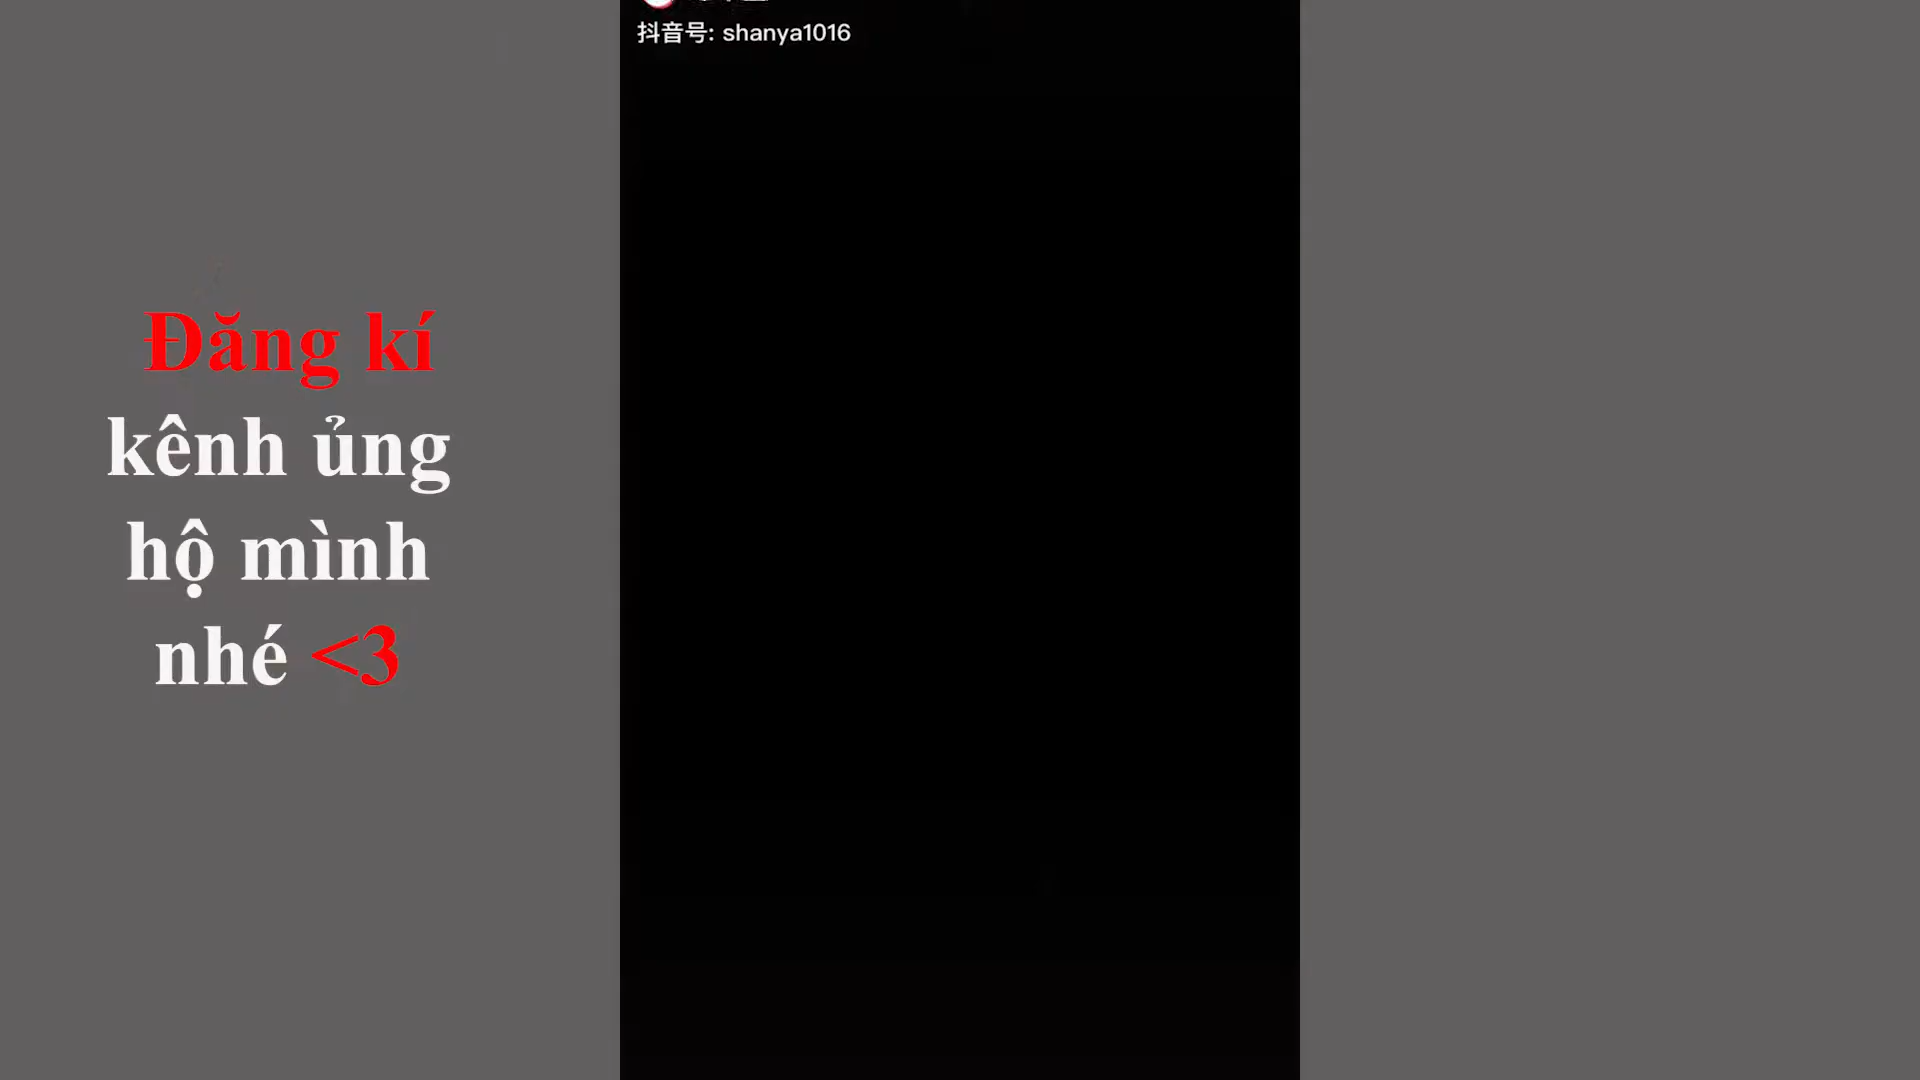 抖音号: shanya1016
Đăng kí
kênh ủng
hộ mình
nhé <3